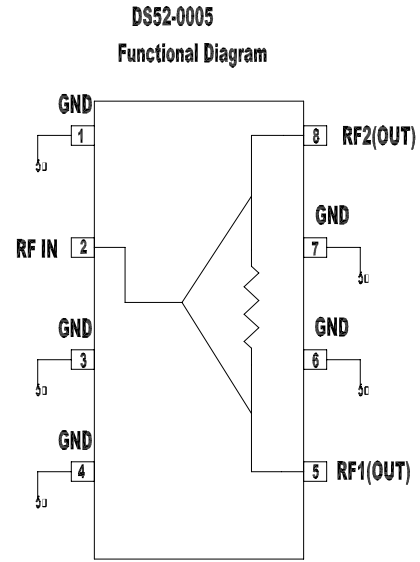 DS52-0005
Functional Diagram
GND
1
8
RF2(OUT)
RF IN
2
GND
7
GND
3
GND
6
GND
4
5
RF1(OUT)